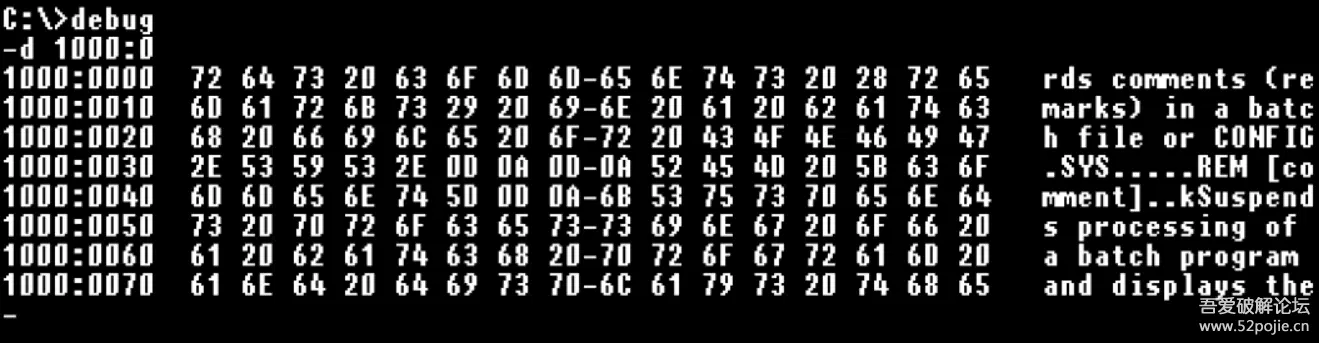 C:\>debug
-d 1000:0
1000:0000  72 64 73 20 63 6F 6D 6D-65 6E 74 73 20 28 72 65   rds comments (re
1000:0010  6D 61 72 6B 73 29 20 69-6E 20 61 20 62 61 74 63   marks) in a batc
1000:0020  68 20 66 69 6C 65 20 6F-72 20 43 4F 4E 46 49 47   h file or CONFIG
1000:0030  2E 53 59 53 2E 0D 0A 0D-0A 52 45 4D 20 5B 63 6F   .SYS.....REM [co
1000:0040  6D 6D 65 6E 74 5D 0D 0A-6B 53 75 73 70 65 6E 64   mment]..kSuspend
1000:0050  73 20 70 72 6F 63 65 73-73 69 6E 67 20 6F 66 20   s processing of
1000:0060  61 20 62 61 74 63 68 20-70 72 6F 67 72 61 6D 20   a batch program
1000:0070  61 6E 64 20 64 69 73 70-6C 61 79 73 20 74 68 65   and displays the
-
吾爱破解论坛
www.52pojie.cn